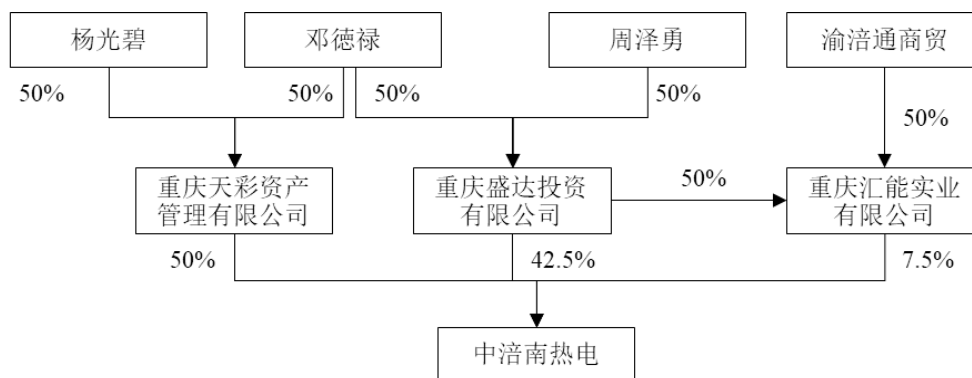 杨光碧
邓德禄
周泽勇
渝涪通商贸
50%
50%
50%
50%
50%
重庆天彩资产
管理有限公司
重庆盛达投资
有限公司
50%
重庆汇能实业
有限公司
50%
42.5%
7.5%
中涪南热电